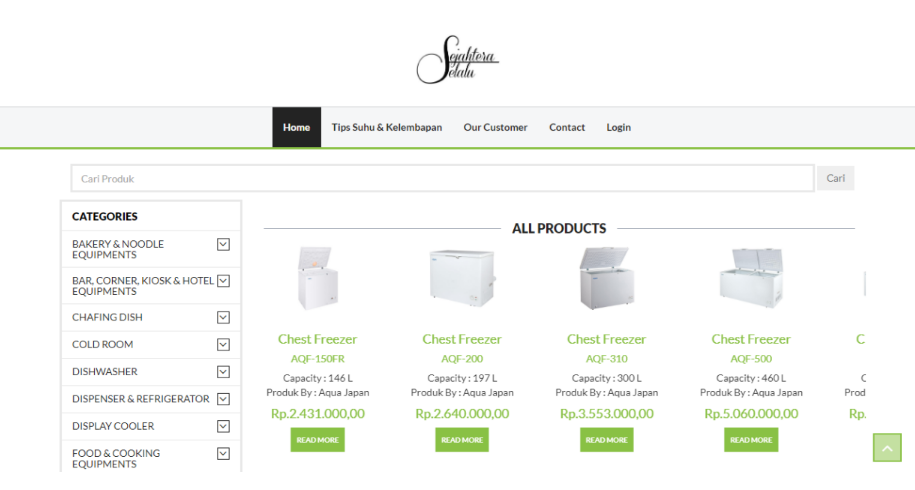 Sejahtera
Selalu
Home Tips Suhu & Kelembapan Our Customer Contact Login
Cari Produk Cari
CATEGORIES
BAKERY & NOODLE
EQUIPMENTS
BAR, CORNER, KIOSK & HOTEL
EQUIPMENTS
CHAFING DISH
COLD ROOM
DISHWASHER
DISPENSER & REFRIGERATOR
DISPLAY COOLER
FOOD & COOKING
EQUIPMENTS
ALL PRODUCTS
Chest Freezer Chest Freezer Chest Freezer Chest Freezer C
AQF-150FR AQF-200 AQF-310 AQF-500
Capacity : 146 L Capacity : 197 L Capacity : 300 L Capacity : 460 L C
Produk By : Aqua Japan Produk By : Aqua Japan Produk By : Aqua Japan Produk By : Aqua Japan Prod
Rp.2.431.000,00 Rp.2.640.000,00 Rp.3.553.000,00 Rp.5.060.000,00 Rp.
READ MORE READ MORE READ MORE READ MORE